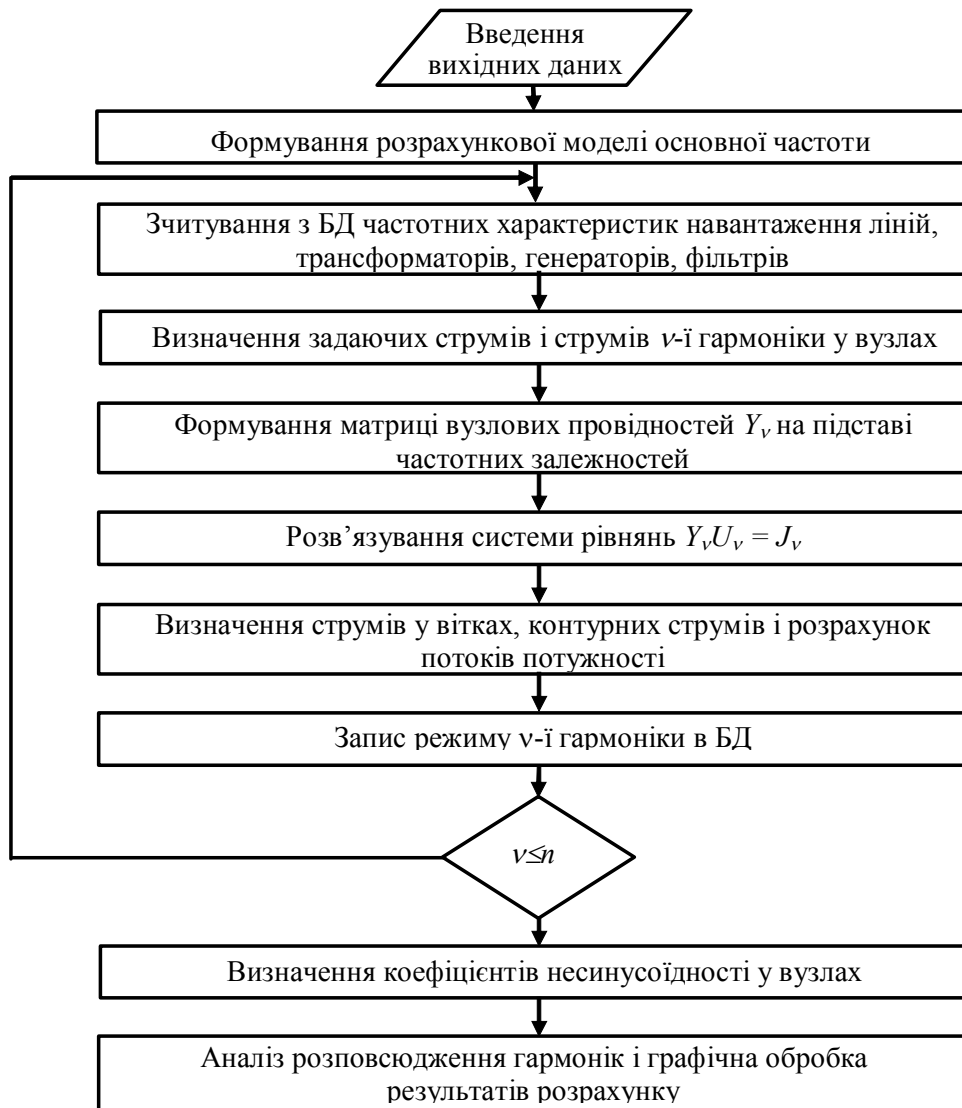 Введення
вихідних даних
Формування розрахункової моделі основної частоти
Зчитування з БД частотних характеристик навантаження ліній,
трансформаторів, генераторів, фільтрів
Визначення задаючих струмів і струмів ν-ї гармоніки у вузлах
Формування матриці вузлових провідностей Yν на підставі
частотних залежностей
Розв’язування системи рівнянь YνUν = Jν
Визначення струмів у вітках, контурних струмів і розрахунок
потоків потужності
Запис режиму ν-ї гармоніки в БД
ν≤n
Визначення коефіцієнтів несинусоїдності у вузлах
Аналіз розповсюдження гармонік і графічна обробка
результатів розрахунку